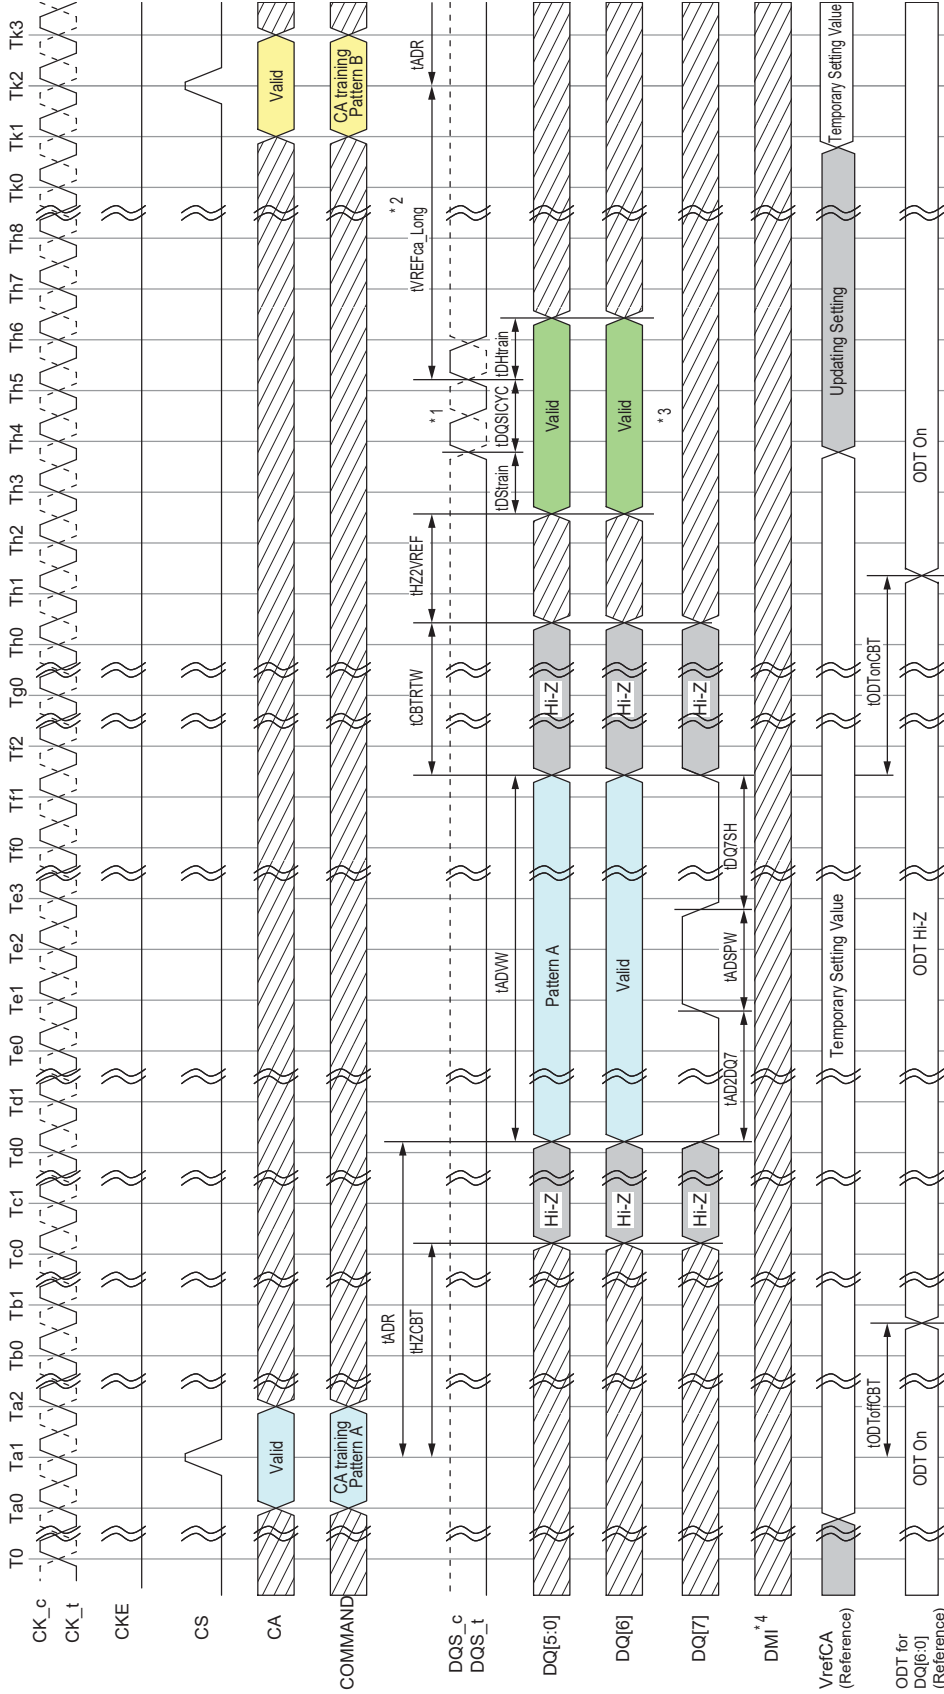 T0 Ta0 Ta1 Ta2 Tb0 Tb1 Tc0 Tc1 Td0 Td1 Te0 Te1 Te2 Te3 Tf0 Tf1 Tf2 Tg0 Th0 Th1 Th2 Th3 Th4 Th5 Th6 Th7 Th8 Tk0 Tk1 Tk2 Tk3
CK_c
CK_t
CKE
CS
CA
Valid
Valid
COMMAND
CA training
Pattern A
CA training
Pattern B
tADR
tADR
tHZCBT
tCBTRTW
tHZ2VREF
tVREFca_Long
* 2
DQS_c
DQS_t
* 1
tADVW
tDStrain
tDQSICYC
tDHtrain
DQ[5:0]
Hi-Z
Pattern A
Hi-Z
Valid
DQ[6]
Hi-Z
Valid
Hi-Z
Valid
* 3
DQ[7]
Hi-Z
Hi-Z
tAD2DQ7
tADSPW
tDQ7SH
DMI * 4
VrefCA
(Reference)
Temporary Setting Value
Updating Setting
Temporary Setting Value
tODToffCBT
tODTonCBT
ODT for
DQ[6:0]
(Reference)
ODT On
ODT Hi-Z
ODT On